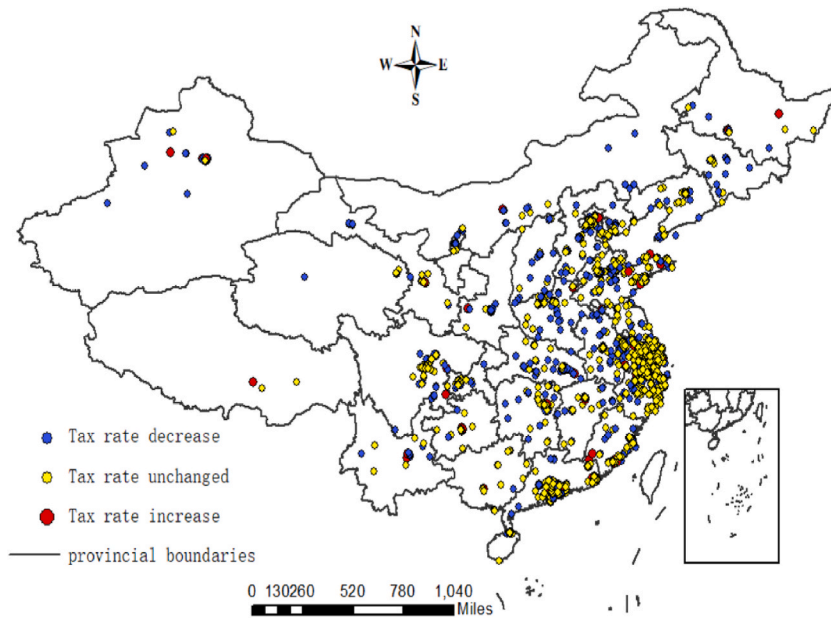 N
W E
S
Tax rate decrease
Tax rate unchanged
Tax rate increase
provincial boundaries
0 130260 520 780 1,040
Miles